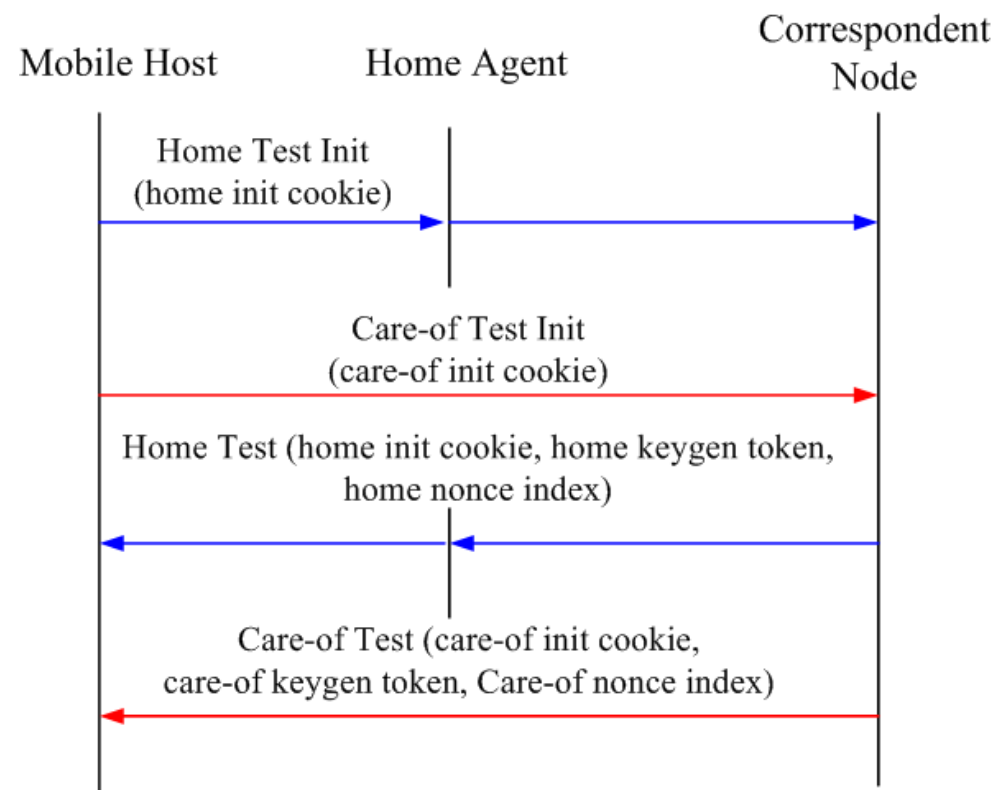 Mobile Host
Home Agent
Correspondent
Node
Home Test Init
(home init cookie)
Care-of Test Init
(care-of init cookie)
Home Test (home init cookie, home keygen token,
home nonce index)
Care-of Test (care-of init cookie,
care-of keygen token, Care-of nonce index)